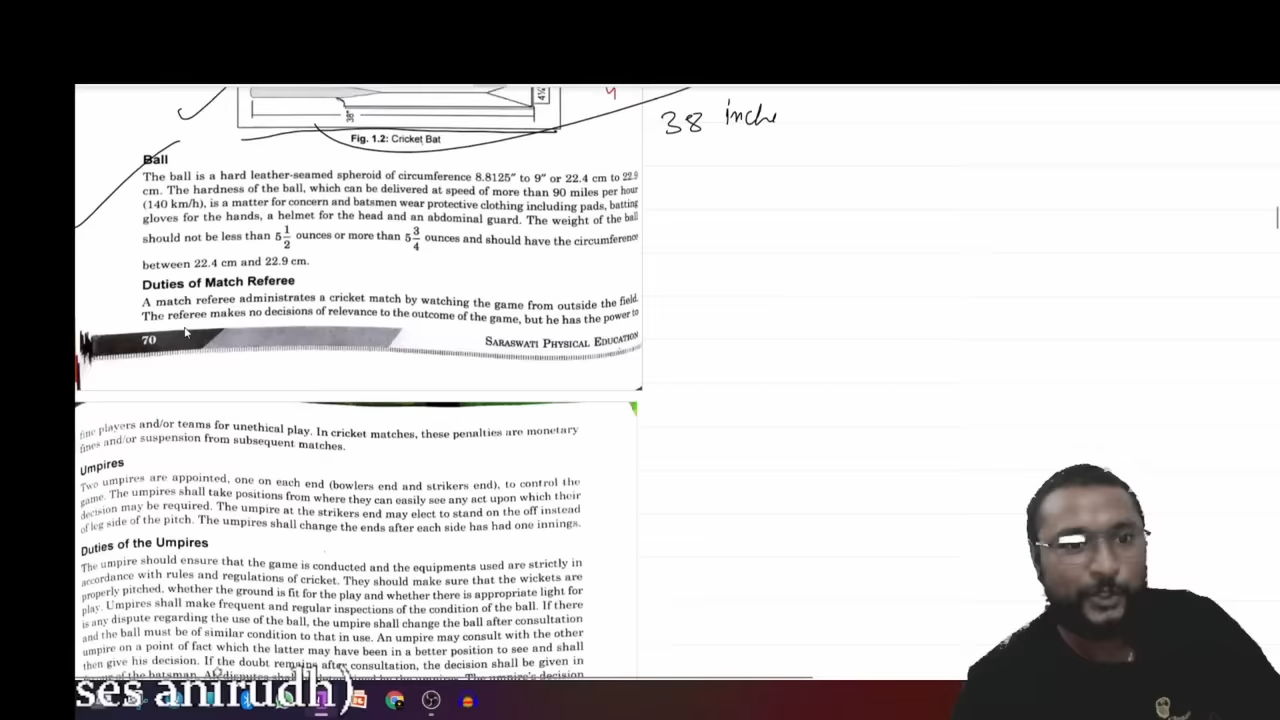 4¼
38"
Fig. 1.2: Cricket Bat
38 inche
Ball
The ball is a hard leather-seamed spheroid of circumference 8.8125″ to 9″ or 22.4 cm to 22.9
cm. The hardness of the ball, which can be delivered at speed of more than 90 miles per hour
(140 km/h), is a matter for concern and batsmen wear protective clothing including pads, batting
gloves for the hands, a helmet for the head and an abdominal guard. The weight of the ball
should not be less than 5 1/2 ounces or more than 5 3/4 ounces and should have the circumference
between 22.4 cm and 22.9 cm.
Duties of Match Referee
A match referee administrates a cricket match by watching the game from outside the field.
The referee makes no decisions of relevance to the outcome of the game, but he has the power to
70
SARASWATI PHYSICAL EDUCATION
fine players and/or teams for unethical play. In cricket matches, these penalties are monetary
fines and/or suspension from subsequent matches.
Umpires
Two umpires are appointed, one on each end (bowlers end and strikers end), to control the
game. The umpires shall take positions from where they can easily see any act upon which their
decision may be required. The umpire at the strikers end may elect to stand on the off instead
of leg side of the pitch. The umpires shall change the ends after each side has had one innings.
Duties of the Umpires
The umpire should ensure that the game is conducted and the equipments used are strictly in
accordance with rules and regulations of cricket. They should make sure that the wickets are
properly pitched, whether the ground is fit for the play and whether there is appropriate light for
play. Umpires shall make frequent and regular inspections of the condition of the ball. If there
is any dispute regarding the use of the ball, the umpire shall change the ball after consultation
and the ball must be of similar condition to that in use. An umpire may consult with the other
umpire on a point of fact which the latter may have been in a better position to see and shall
then give his decision. If the doubt remains after consultation, the decision shall be given in
of the batsman. The umpire's decision
ses anirudh)